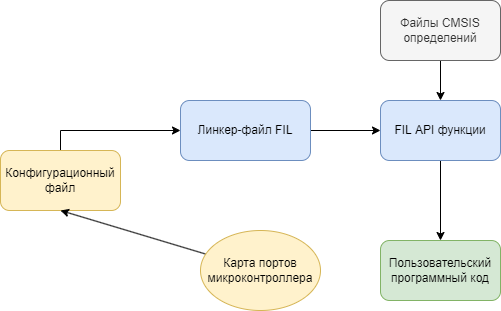 Файлы CMSIS
определений
Линкер-файл FIL
FIL API функции
Конфигурационный
файл
Карта портов
микроконтроллера
Пользовательский
программный код